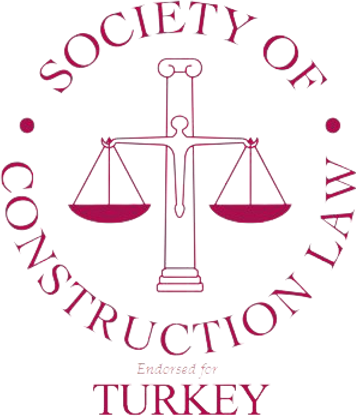 SOCIETY OF
CONSTRUCTION LAW
Endorsed for
TURKEY